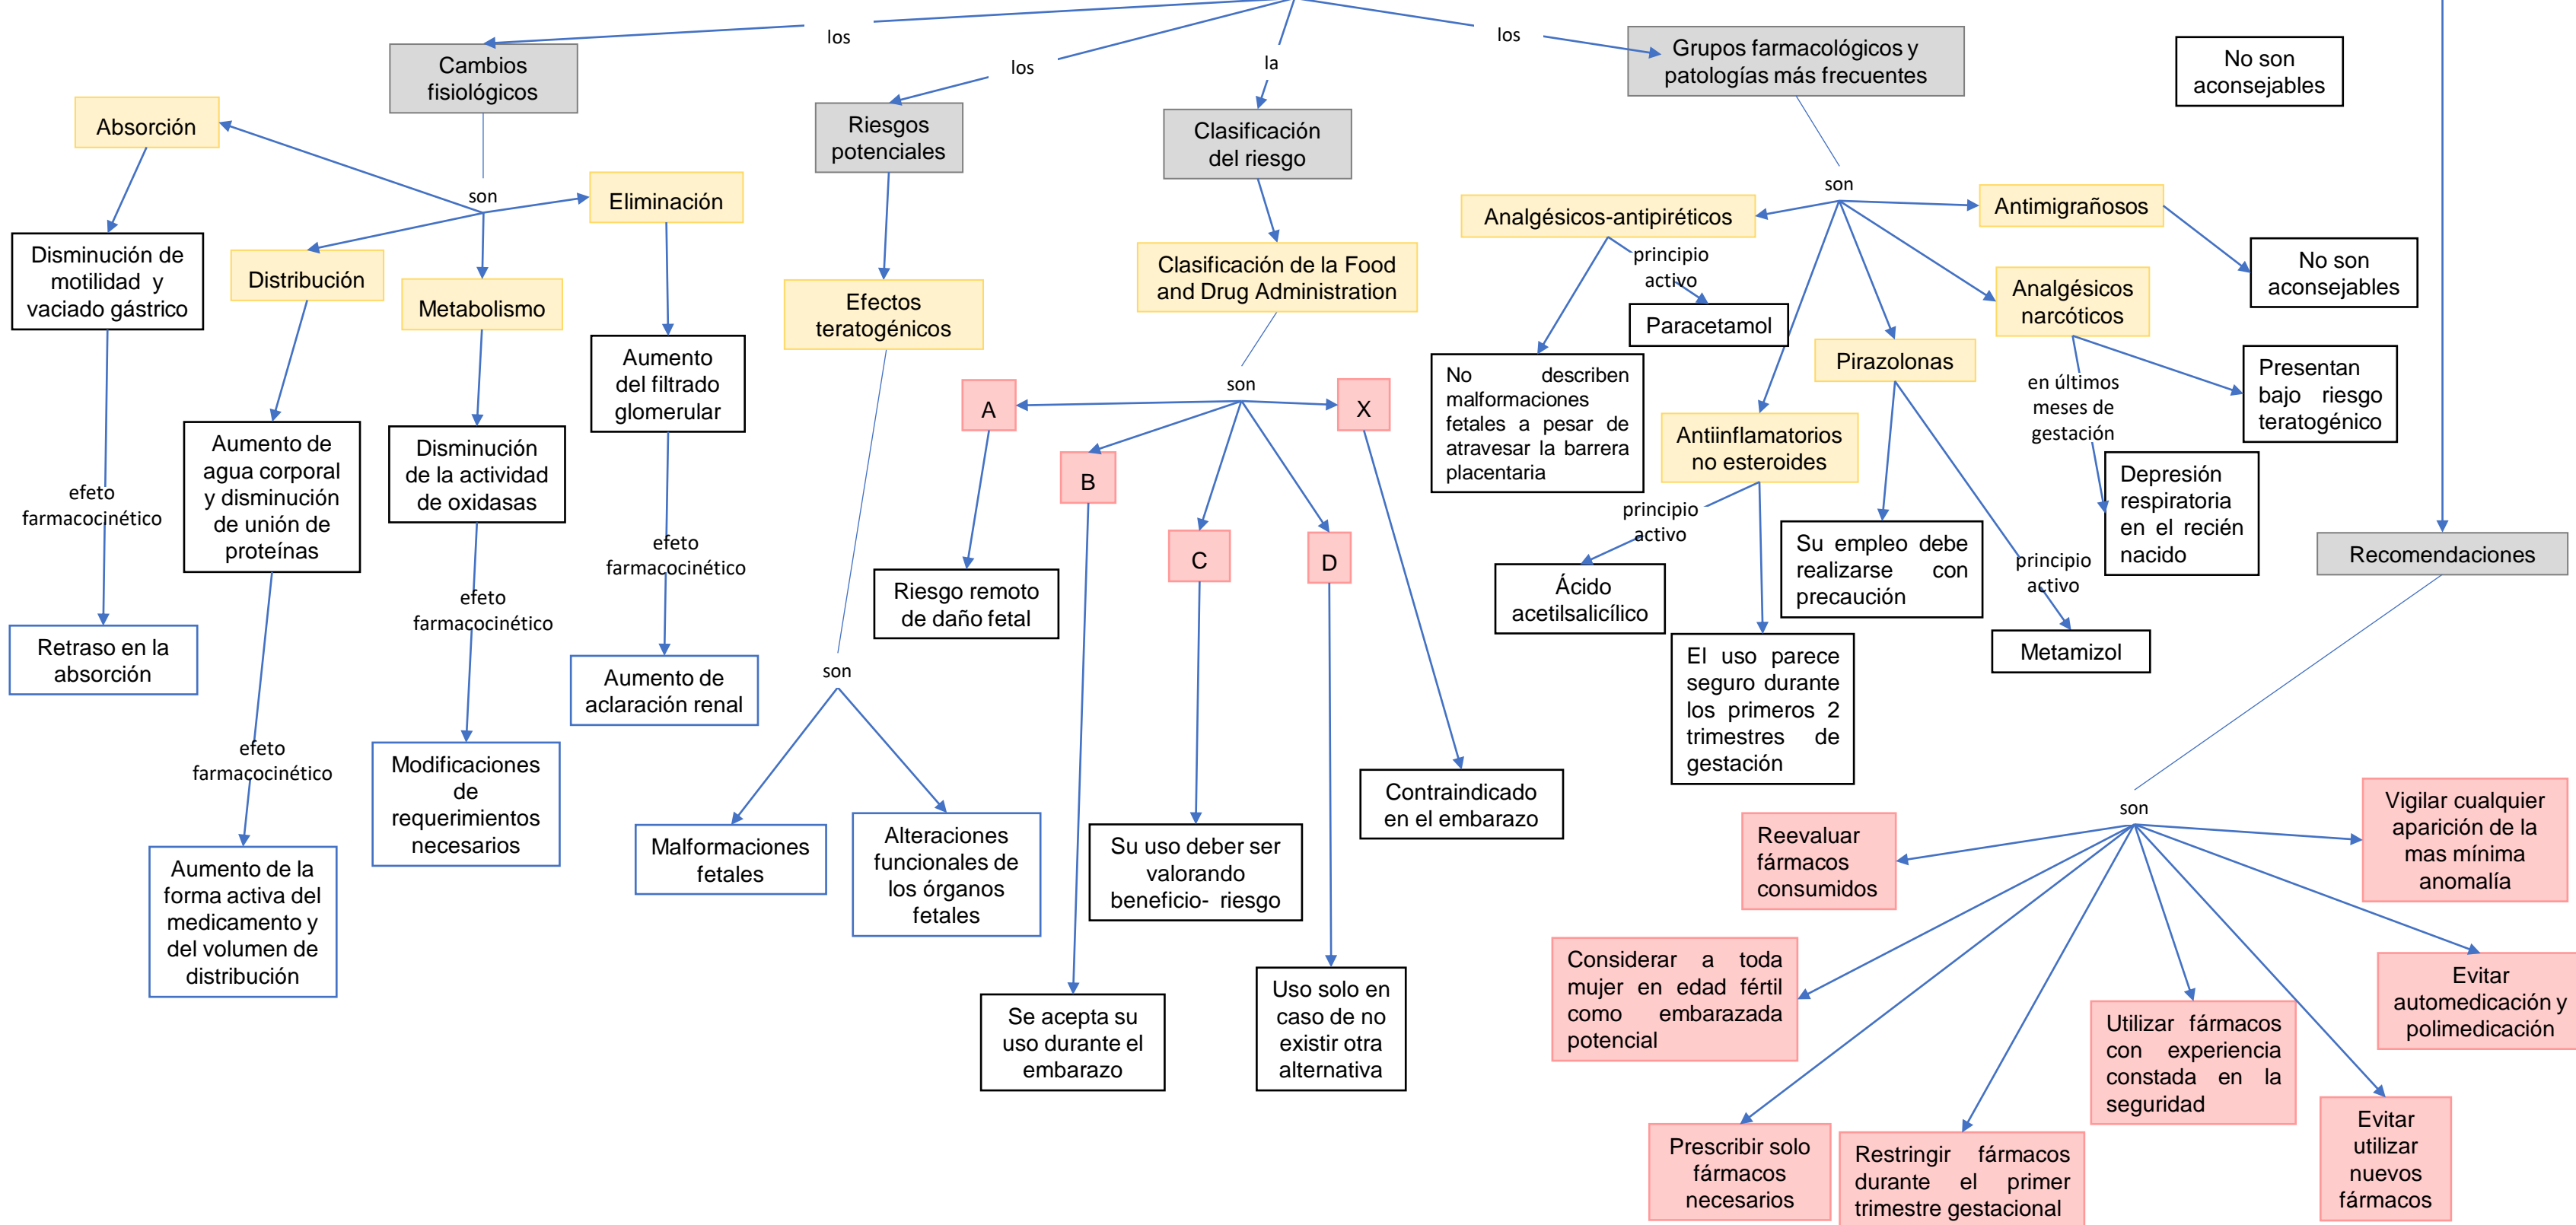 los
los
la
los
Cambios
fisiológicos
Absorción
son
Eliminación
Disminución de
motilidad y
vaciado gástrico
Distribución
Metabolismo
Aumento
del filtrado
glomerular
Aumento de
agua corporal
y disminución
de unión de
proteínas
Disminución
de la actividad
de oxidasas
efeto
farmacocinético
efeto
farmacocinético
efeto
farmacocinético
efeto
farmacocinético
Retraso en la
absorción
Aumento de la
forma activa del
medicamento y
del volumen de
distribución
Modificaciones
de
requerimientos
necesarios
Aumento de
aclaración renal
Riesgos
potenciales
Efectos
teratogénicos
son
Malformaciones
fetales
Alteraciones
funcionales de
los órganos
fetales
Clasificación
del riesgo
Clasificación de la Food
and Drug Administration
son
A
B
C
D
X
Riesgo remoto
de daño fetal
Se acepta su
uso durante el
embarazo
Su uso deber ser
valorando
beneficio- riesgo
Uso solo en
caso de no
existir otra
alternativa
Contraindicado
en el embarazo
Grupos farmacológicos y
patologías más frecuentes
son
Analgésicos-antipiréticos
principio
activo
Paracetamol
No describen
malformaciones
fetales a pesar de
atravesar la barrera
placentaria
Antiinflamatorios
no esteroides
principio
activo
Ácido
acetilsalicílico
El uso parece
seguro durante
los primeros 2
trimestres de
gestación
Pirazolonas
Su empleo debe
realizarse con
precaución
principio
activo
Metamizol
Analgésicos
narcóticos
en últimos
meses de
gestación
Depresión
respiratoria
en el recién
nacido
Presentan
bajo riesgo
teratogénico
Antimigrañosos
No son
aconsejables
No son
aconsejables
Recomendaciones
son
Reevaluar
fármacos
consumidos
Considerar a toda
mujer en edad fértil
como embarazada
potencial
Prescribir solo
fármacos
necesarios
Restringir fármacos
durante el primer
trimestre gestacional
Utilizar fármacos
con experiencia
constada en la
seguridad
Evitar
utilizar
nuevos
fármacos
Evitar
automedicación y
polimedicación
Vigilar cualquier
aparición de la
mas mínima
anomalía